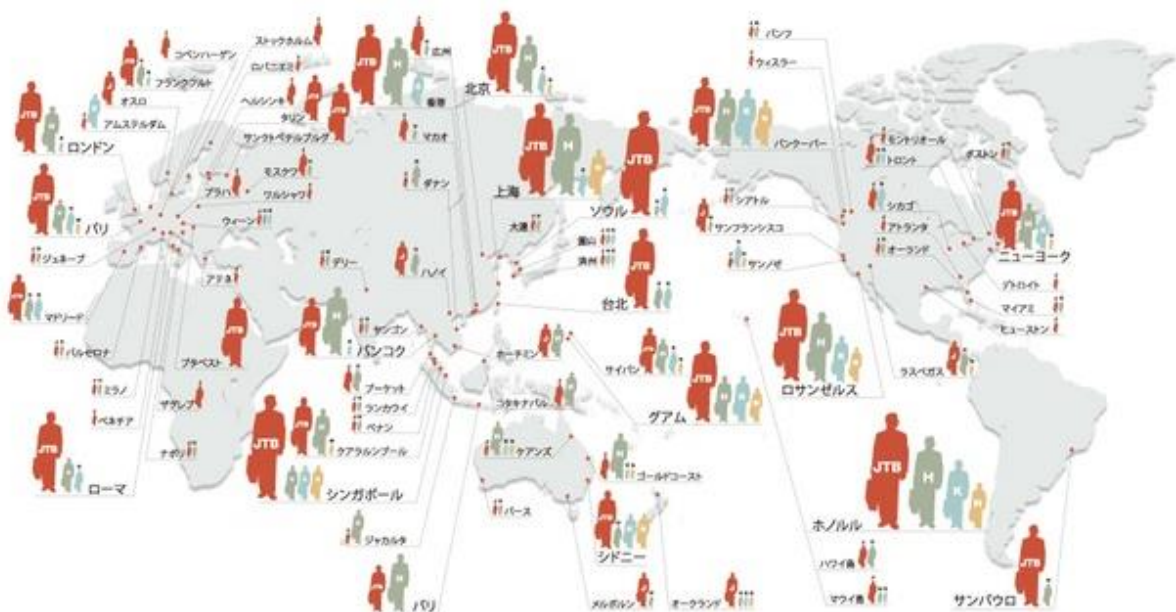 コペンハーゲン
ストックホルム
ロバニエミ
フランクフルト
オスロ
アムステルダム
ロンドン
ヘルシンキ
タリン
サンクトペテルブルグ
モスクワ
プラハ
ワルシャワ
ウィーン
パリ
ジュネーブ
マドリード
バルセロナ
アテネ
ブタペスト
ミラノ
ベネチア
ザグレブ
ナポリ
ローマ
JTB
H
香港
広州
北京
マカオ
ダナン
上海
ソウル
大連
釜山
済州
台北
デリー
ハノイ
ヤンゴン
バンコク
ホーチミン
プーケット
ランカウイ
ペナン
コタキナバル
クアラルンプール
シンガポール
ジャカルタ
バリ
サイパン
グアム
ケアンズ
ゴールドコースト
パース
シドニー
メルボルン
オークランド
バンフ
ウィスラー
バンクーバー
モントリオール
トロント
ボストン
シアトル
サンフランシスコ
サンノゼ
シカゴ
アトランタ
オーランド
ニューヨーク
デトロイト
マイアミ
ヒューストン
ロサンゼルス
ラスベガス
JTB
H
K
ホノルル
ハワイ島
マウイ島
サンパウロ